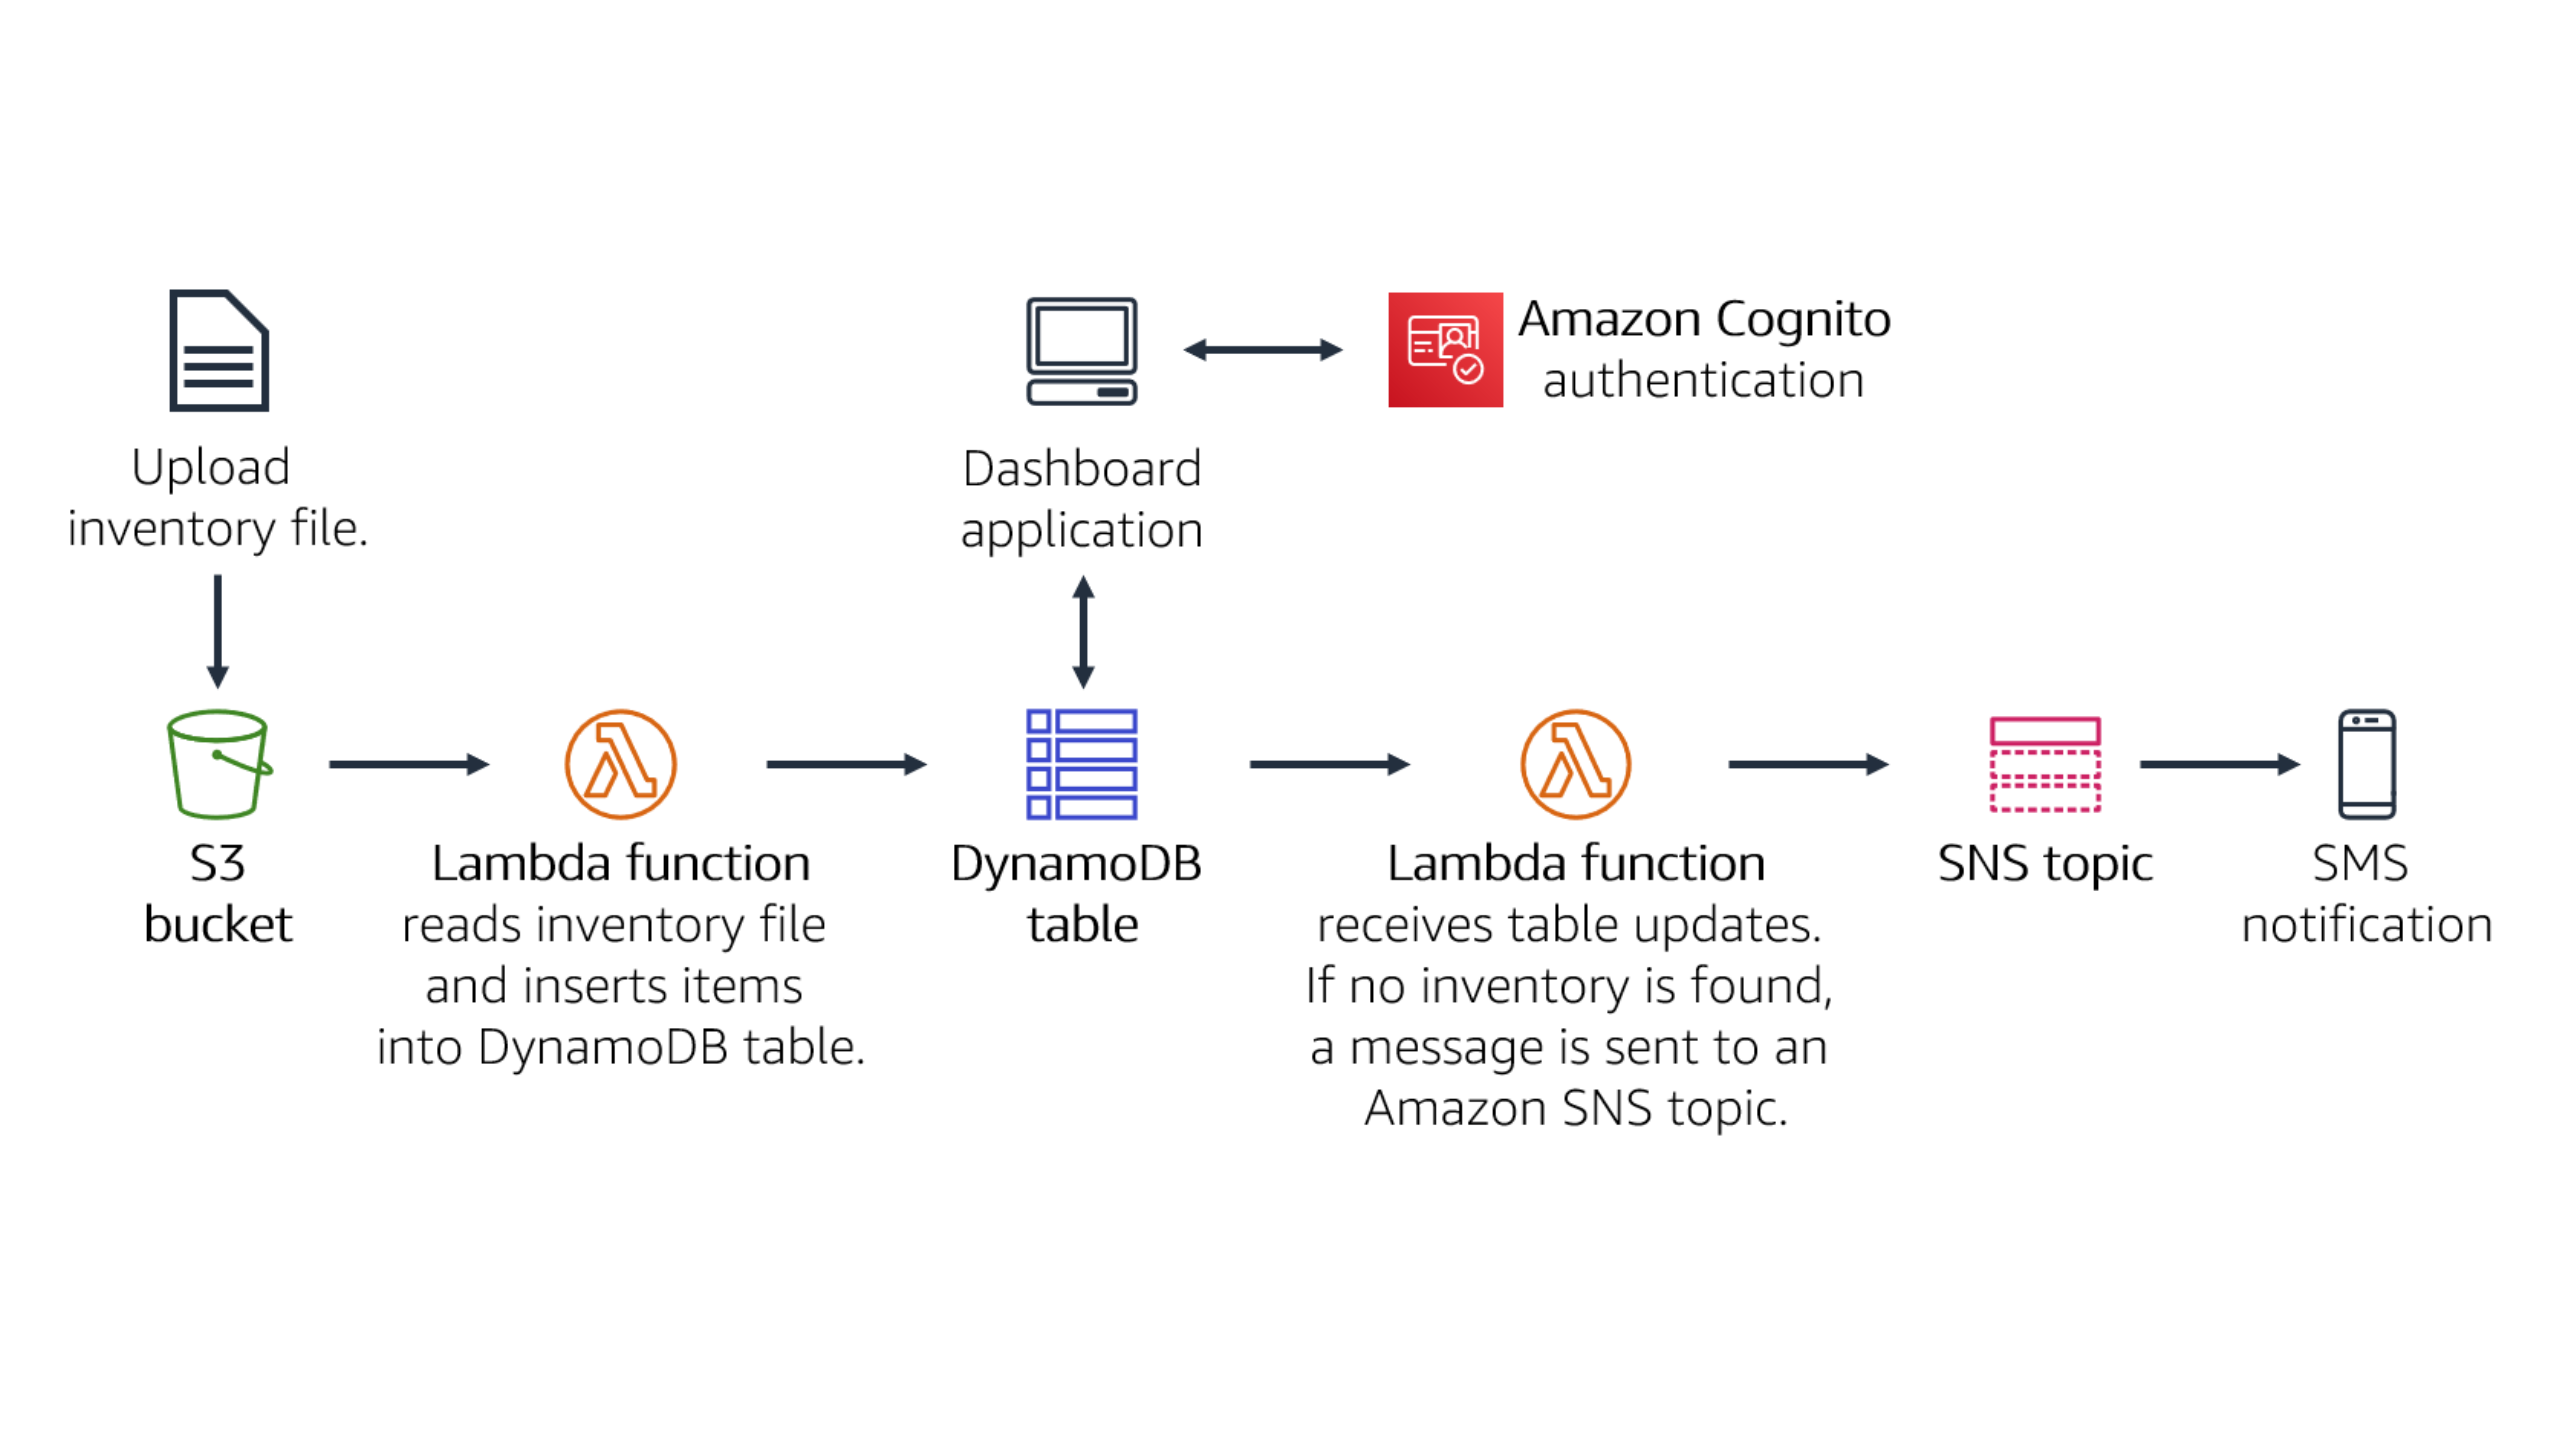 Upload
inventory file.
Dashboard
application
Amazon Cognito
authentication
S3
bucket
Lambda function
reads inventory file
and inserts items
into DynamoDB table.
DynamoDB
table
Lambda function
receives table updates.
If no inventory is found,
a message is sent to an
Amazon SNS topic.
SNS topic
SMS
notification